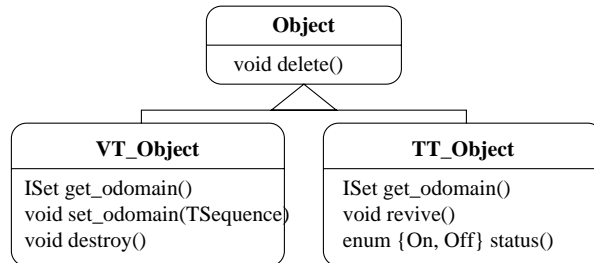 Object
void delete()
VT_Object
ISet get_odomain()
void set_odomain(TSequence)
void destroy()
TT_Object
ISet get_odomain()
void revive()
enum {On, Off} status()